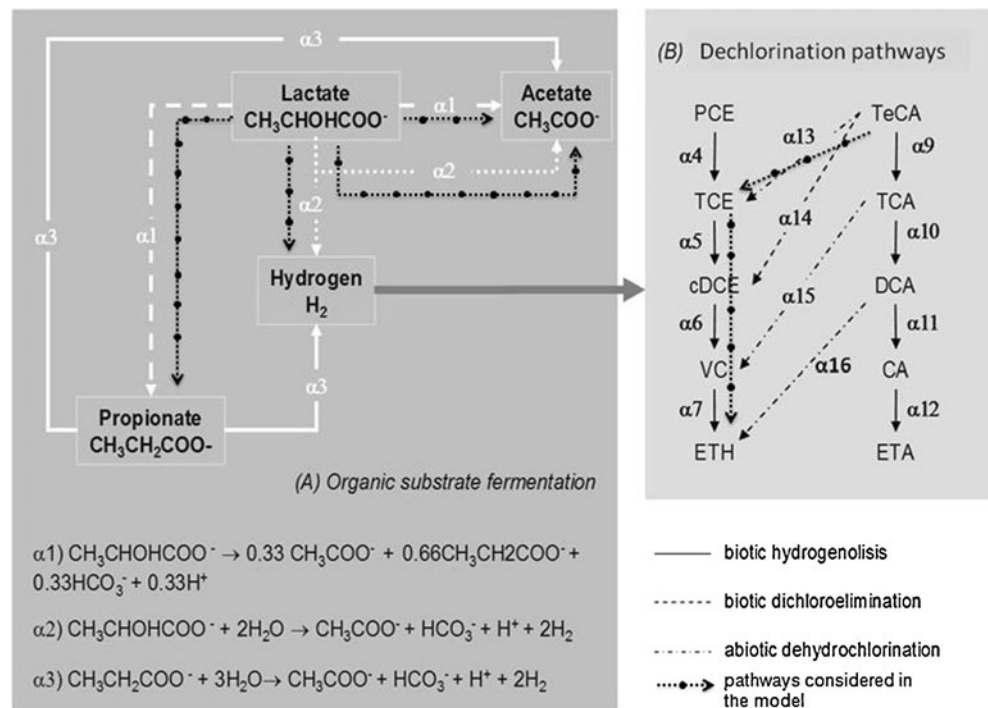 α3
Lactate
CH₃CHOHCOO⁻
α1
Acetate
CH₃COO⁻
α2
α2
α1
α3
Hydrogen
H₂
α3
Propionate
CH₃CH₂COO-
(A) Organic substrate fermentation
α1) CH₃CHOHCOO⁻ → 0.33 CH₃COO⁻ + 0.66CH₃CH2COO⁻ +
0.33HCO₃⁻ + 0.33H⁺
α2) CH₃CHOHCOO⁻ + 2H₂O → CH₃COO⁻ + HCO₃⁻ + H⁺ + 2H₂
α3) CH₃CH₂COO⁻ + 3H₂O → CH₃COO⁻ + HCO₃⁻ + H⁺ + 2H₂
(B) Dechlorination pathways
PCE
TeCA
α4
α13
α9
TCE
TCA
α5
α14
α10
cDCE
DCA
α15
α6
α11
VC
α16
CA
α7
α12
ETH
ETA
biotic hydrogenolisis
biotic dichloroelimination
abiotic dehydrochlorination
pathways considered in
the model